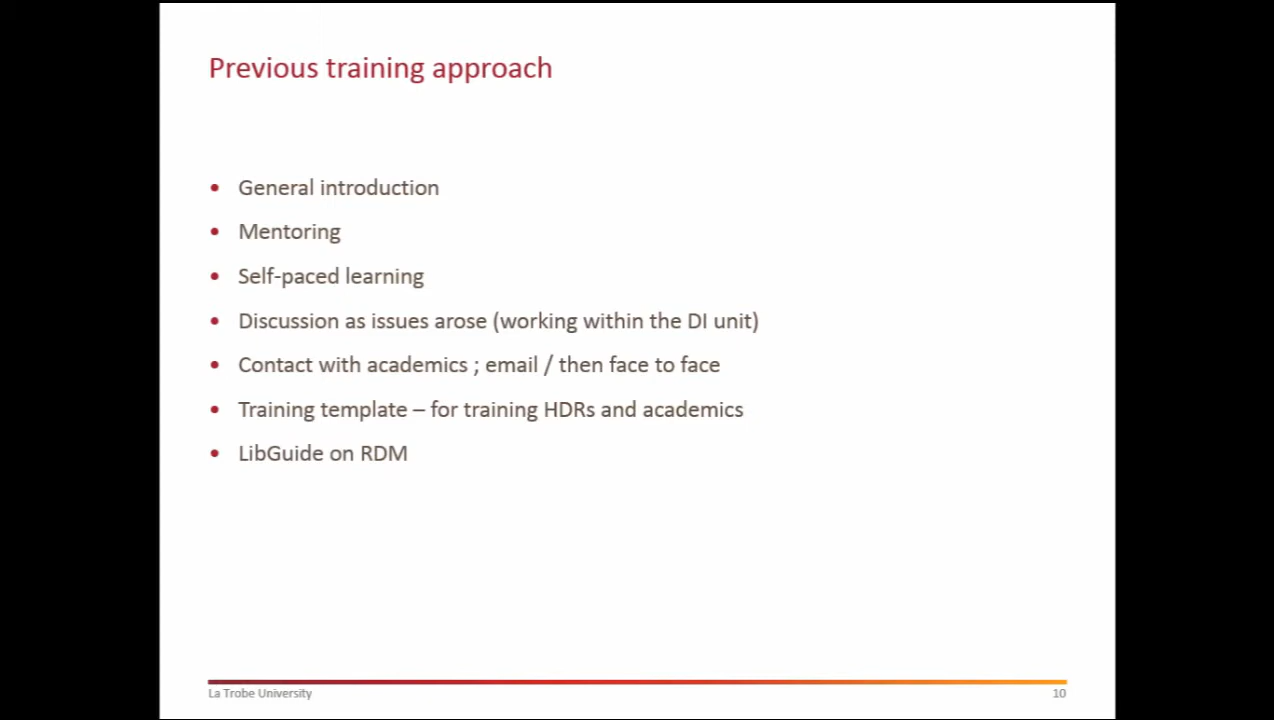 Previous training approach
• General introduction
• Mentoring
• Self-paced learning
• Discussion as issues arose (working within the DI unit)
• Contact with academics ; email / then face to face
• Training template – for training HDRs and academics
• LibGuide on RDM
La Trobe University
10